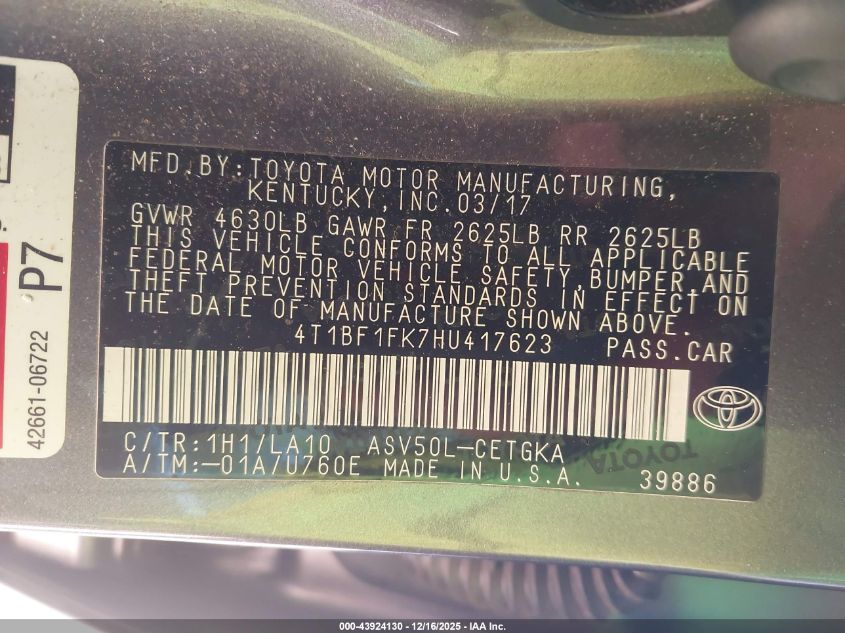 MFD.BY:TOYOTA MOTOR MANUFACTURING,
KENTUCKY, INC. 03/17
GVWR 4630LB GAWR FR 2625LB RR 2625LB
THIS VEHICLE CONFORMS TO ALL APPLICABLE
FEDERAL MOTOR VEHICLE SAFETY,BUMPER,AND
THEFT PREVENTION STANDARDS IN EFFECT ON
THE DATE OF MANUFACTURE SHOWN ABOVE.
4T1BF1FK7HU417623 PASS.CAR
C/TR:1H1/LA10 ASV50L-CETGKA
A/TM:-01A/U760E MADE IN U.S.A. 39886
TOYOTA
P7
42661-06722
000-43924130 - 12/16/2025 - IAA Inc.